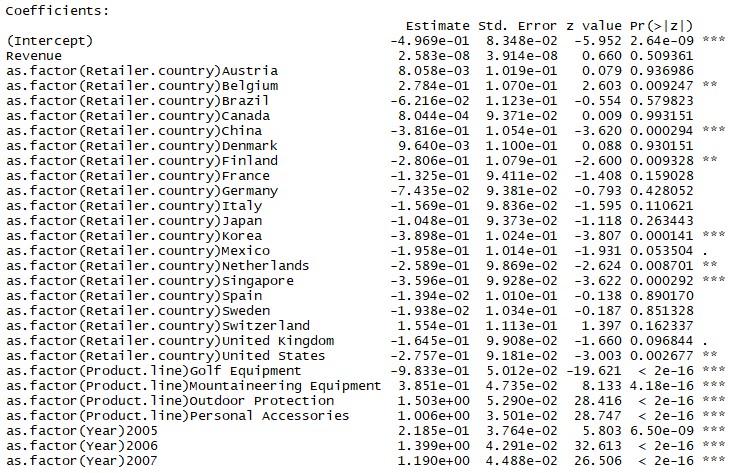 Coefficients:
Estimate Std. Error z value Pr(>|z|)
(Intercept) -4.969e-01 8.348e-02 -5.952 2.64e-09 ***
Revenue 2.583e-08 3.914e-08 0.660 0.509361
as.factor(Retailer.country)Austria 8.058e-03 1.019e-01 0.079 0.936986
as.factor(Retailer.country)Belgium 2.784e-01 1.070e-01 2.603 0.009247 **
as.factor(Retailer.country)Brazil -6.216e-02 1.123e-01 -0.554 0.579823
as.factor(Retailer.country)Canada 8.044e-04 9.371e-02 0.009 0.993151
as.factor(Retailer.country)China -3.816e-01 1.054e-01 -3.620 0.000294 ***
as.factor(Retailer.country)Denmark 9.640e-03 1.100e-01 0.088 0.930151
as.factor(Retailer.country)Finland -2.806e-01 1.079e-01 -2.600 0.009328 **
as.factor(Retailer.country)France -1.325e-01 9.411e-02 -1.408 0.159028
as.factor(Retailer.country)Germany -7.435e-02 9.381e-02 -0.793 0.428052
as.factor(Retailer.country)Italy -1.569e-01 9.836e-02 -1.595 0.110621
as.factor(Retailer.country)Japan -1.048e-01 9.373e-02 -1.118 0.263443
as.factor(Retailer.country)Korea -3.898e-01 1.024e-01 -3.807 0.000141 ***
as.factor(Retailer.country)Mexico -1.958e-01 1.014e-01 -1.931 0.053504 .
as.factor(Retailer.country)Netherlands -2.589e-01 9.869e-02 -2.624 0.008701 **
as.factor(Retailer.country)Singapore -3.596e-01 9.928e-02 -3.622 0.000292 ***
as.factor(Retailer.country)Spain -1.394e-02 1.010e-01 -0.138 0.890170
as.factor(Retailer.country)Sweden -1.938e-02 1.034e-01 -0.187 0.851328
as.factor(Retailer.country)Switzerland 1.554e-01 1.113e-01 1.397 0.162337
as.factor(Retailer.country)United Kingdom -1.645e-01 9.908e-02 -1.660 0.096844 .
as.factor(Retailer.country)United States -2.757e-01 9.181e-02 -3.003 0.002677 **
as.factor(Product.line)Golf Equipment -9.833e-01 5.012e-02 -19.621 < 2e-16 ***
as.factor(Product.line)Mountaineering Equipment 3.851e-01 4.735e-02 8.133 4.18e-16 ***
as.factor(Product.line)Outdoor Protection 1.503e+00 5.290e-02 28.416 < 2e-16 ***
as.factor(Product.line)Personal Accessories 1.006e+00 3.501e-02 28.747 < 2e-16 ***
as.factor(Year)2005 2.185e-01 3.764e-02 5.803 6.50e-09 ***
as.factor(Year)2006 1.399e+00 4.291e-02 32.613 < 2e-16 ***
as.factor(Year)2007 1.190e+00 4.488e-02 26.506 < 2e-16 ***